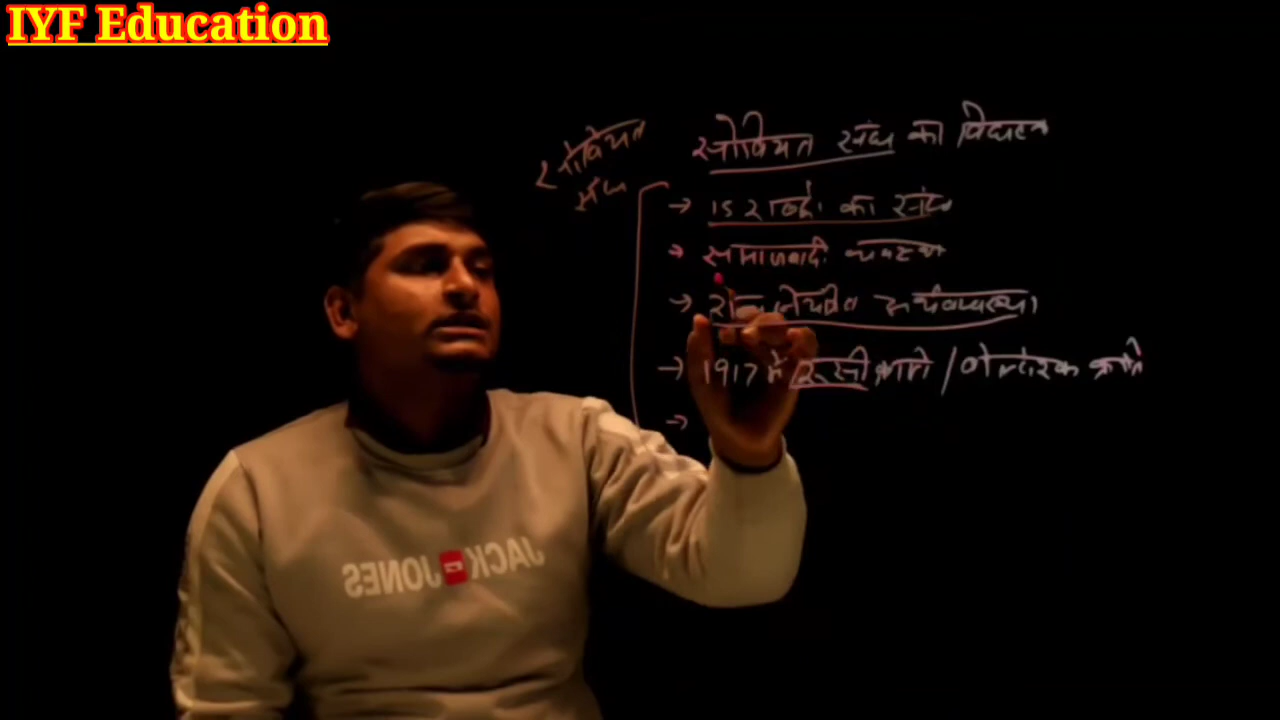 IYF Education
सोवियत संघ का विघटन
सोवियत
संघ
→ 15 राज्यों का संघ
→ समाजवादी व्यवस्था
→ राज्य नियंत्रित अर्थव्यवस्था
→ 1917 में रूसी क्रांति / क्रांति
→
JACK JONES